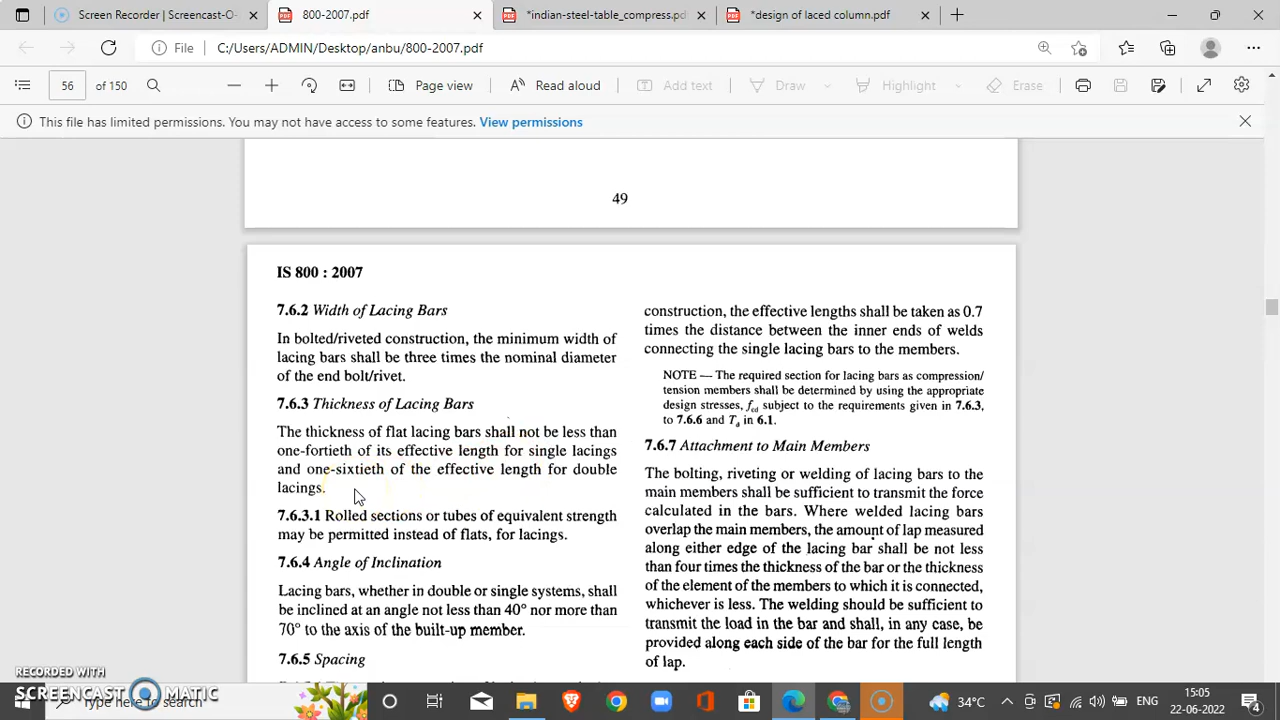 Screen Recorder | Screencast-O-
800-2007.pdf
*indian-steel-table_compress.pdf
*design of laced column.pdf
File
C:/Users/ADMIN/Desktop/anbu/800-2007.pdf
56
of 150
Page view
Read aloud
Add text
Draw
Highlight
Erase
This file has limited permissions. You may not have access to some features. View permissions
49
IS 800 : 2007
7.6.2 Width of Lacing Bars
In bolted/riveted construction, the minimum width of
lacing bars shall be three times the nominal diameter
of the end bolt/rivet.
7.6.3 Thickness of Lacing Bars
The thickness of flat lacing bars shall not be less than
one-fortieth of its effective length for single lacings
and one-sixtieth of the effective length for double
lacings.
7.6.3.1 Rolled sections or tubes of equivalent strength
may be permitted instead of flats, for lacings.
7.6.4 Angle of Inclination
Lacing bars, whether in double or single systems, shall
be inclined at an angle not less than 40° nor more than
70° to the axis of the built-up member.
7.6.5 Spacing
construction, the effective lengths shall be taken as 0.7
times the distance between the inner ends of welds
connecting the single lacing bars to the members.
NOTE — The required section for lacing bars as compression/
tension members shall be determined by using the appropriate
design stresses, fcd subject to the requirements given in 7.6.3,
to 7.6.6 and Td in 6.1.
7.6.7 Attachment to Main Members
The bolting, riveting or welding of lacing bars to the
main members shall be sufficient to transmit the force
calculated in the bars. Where welded lacing bars
overlap the main members, the amount of lap measured
along either edge of the lacing bar shall be not less
than four times the thickness of the bar or the thickness
of the element of the members to which it is connected,
whichever is less. The welding should be sufficient to
transmit the load in the bar and shall, in any case, be
provided along each side of the bar for the full length
of lap.
RECORDED WITH
SCREENCAST MATIC
Type here to search
34°C
ENG
15:05
22-06-2022
4